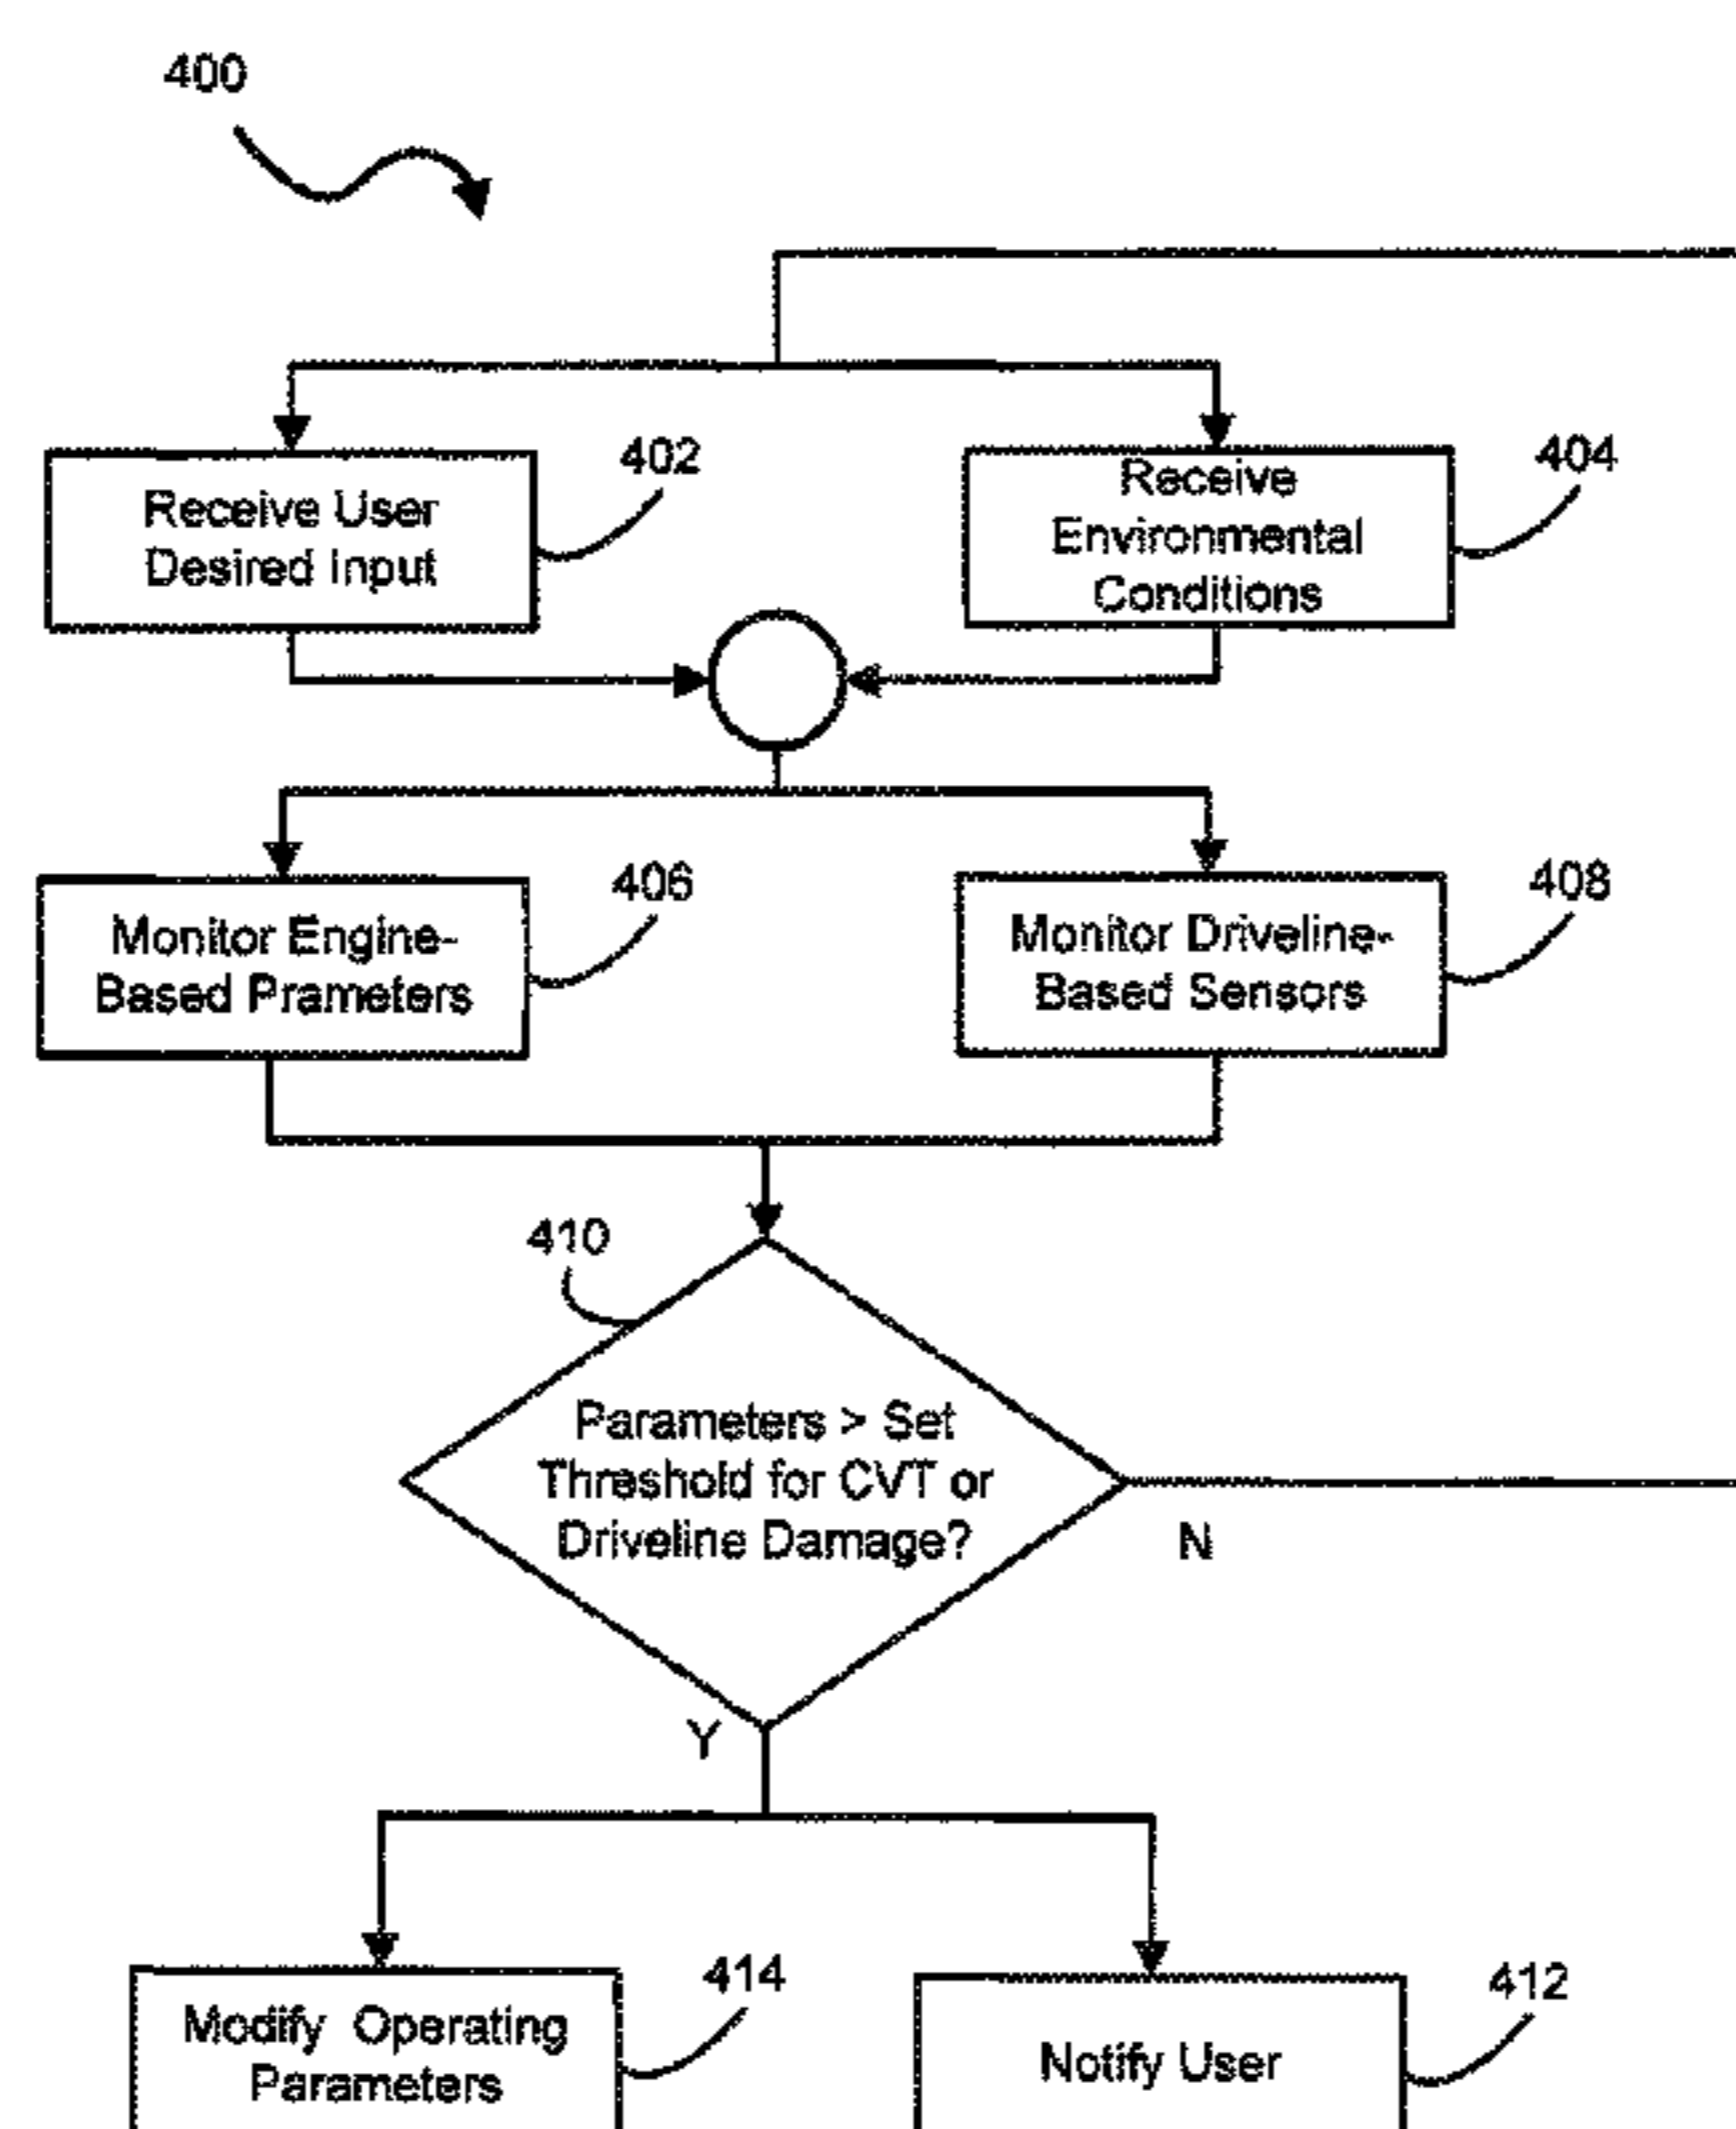 400
402
Receive User
Desired Input
404
Receive
Environmental
Conditions
406
Monitor Engine-
Based Prameters
408
Monitor Driveline-
Based Sensors
410
Parameters > Set
Threshold for CVT or
Driveline Damage?
N
Y
414
Modify Operating
Parameters
412
Notify User